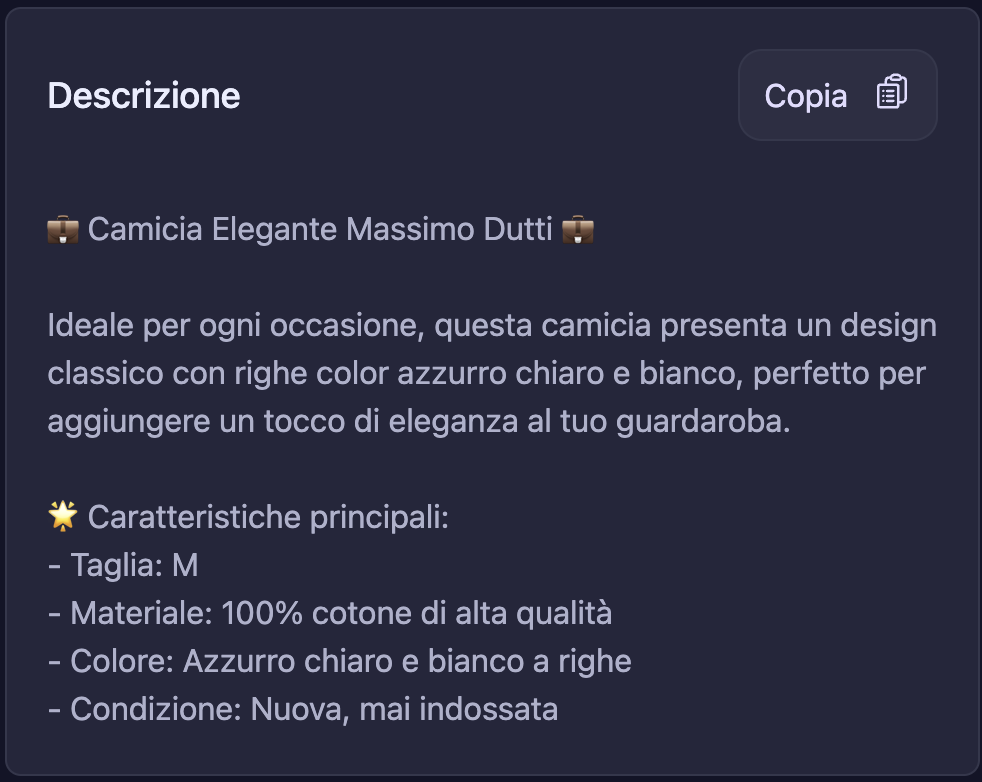 Descrizione
Copia
💼 Camicia Elegante Massimo Dutti 💼
Ideale per ogni occasione, questa camicia presenta un design
classico con righe color azzurro chiaro e bianco, perfetto per
aggiungere un tocco di eleganza al tuo guardaroba.
🌟 Caratteristiche principali:
- Taglia: M
- Materiale: 100% cotone di alta qualità
- Colore: Azzurro chiaro e bianco a righe
- Condizione: Nuova, mai indossata